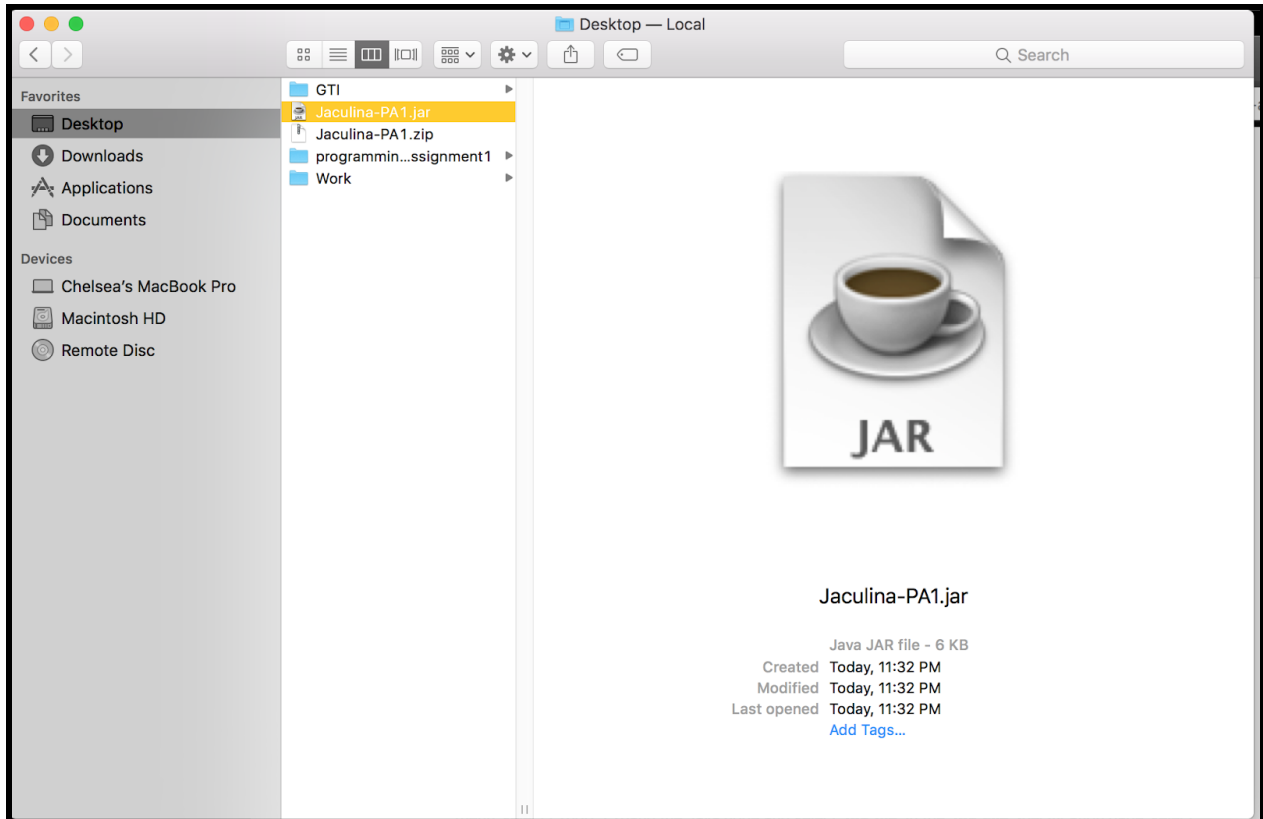 Desktop — Local
Search
Favorites
Desktop
Downloads
Applications
Documents
Devices
Chelsea's MacBook Pro
Macintosh HD
Remote Disc
GTI
Jaculina-PA1.jar
Jaculina-PA1.zip
programmin...ssignment1
Work
JAR
Jaculina-PA1.jar
Java JAR file - 6 KB
Created Today, 11:32 PM
Modified Today, 11:32 PM
Last opened Today, 11:32 PM
Add Tags...